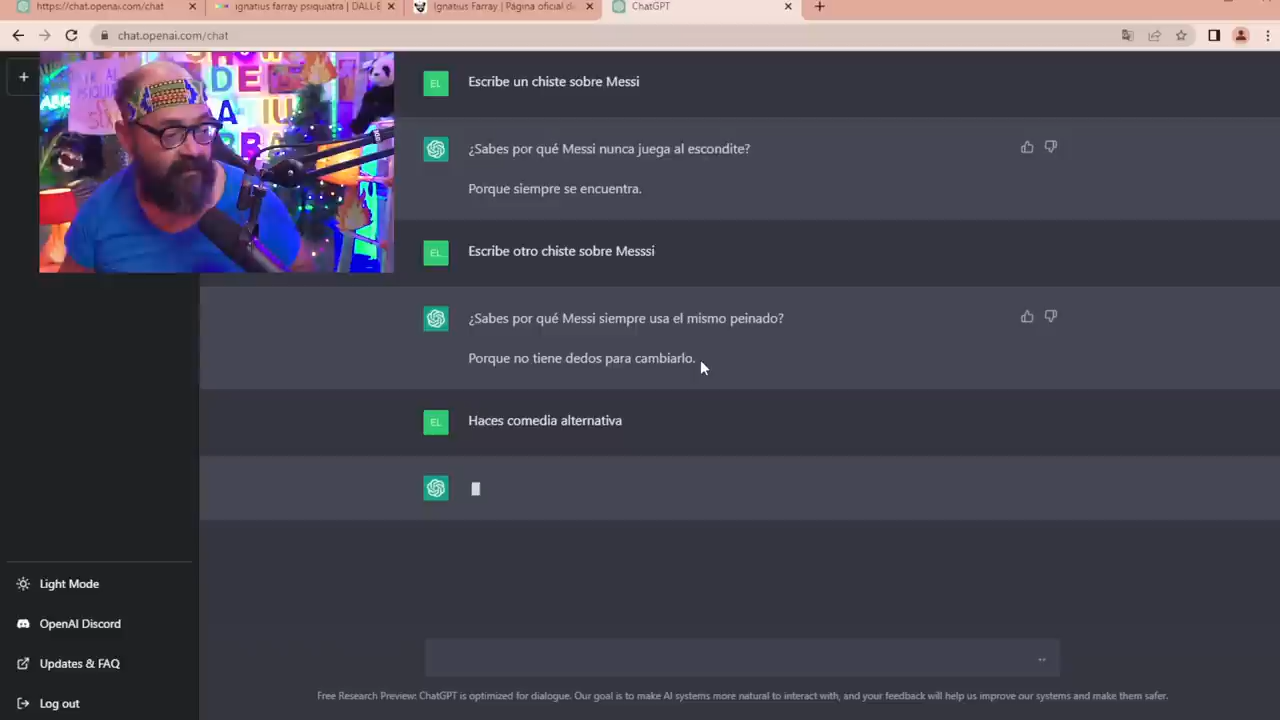 https://chat.openai.com/chat
ignatius farray psiquiatra | DALL·E
Ignatius Farray | Página oficial de
ChatGPT
chat.openai.com/chat
EL
Escribe un chiste sobre Messi
¿Sabes por qué Messi nunca juega al escondite?
Porque siempre se encuentra.
EL
Escribe otro chiste sobre Messsi
¿Sabes por qué Messi siempre usa el mismo peinado?
Porque no tiene dedos para cambiarlo.
EL
Haces comedia alternativa
Light Mode
OpenAI Discord
Updates & FAQ
Log out
Free Research Preview: ChatGPT is optimized for dialogue. Our goal is to make AI systems more natural to interact with, and your feedback will help us improve our systems and make them safer.